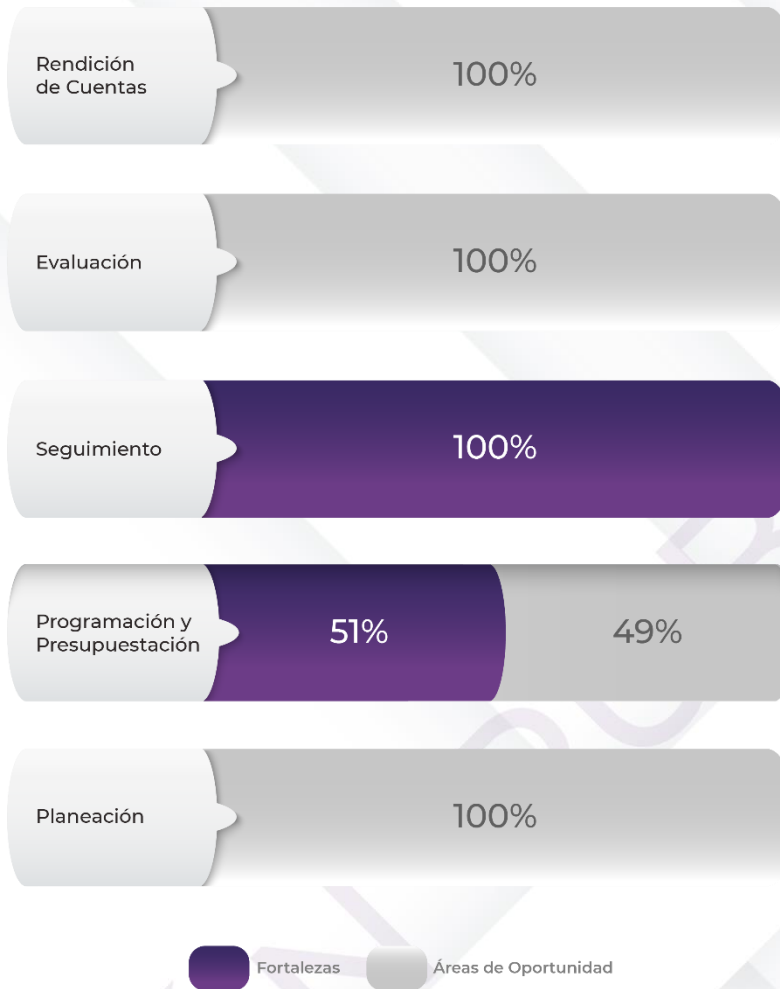 Rendición
de Cuentas
100%
Evaluación
100%
Seguimiento
100%
Programación y
Presupuestación
51%
49%
Planeación
100%
Fortalezas
Áreas de Oportunidad